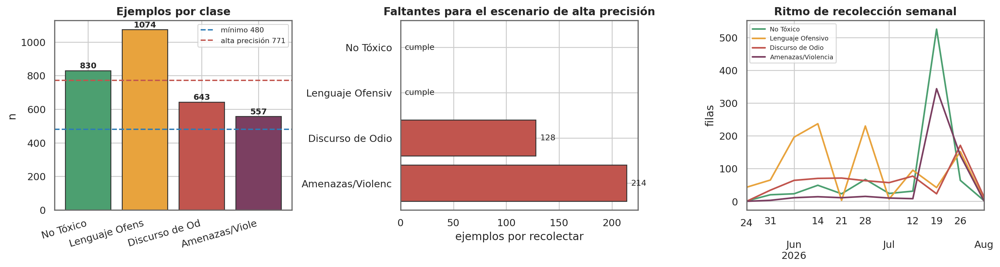 Ejemplos por clase
1074
830
643
557
mínimo 480
alta precisión 771
n
1000
800
600
400
200
0
No Tóxico
Lenguaje Ofens
Discurso de Od
Amenazas/Viole
Faltantes para el escenario de alta precisión
No Tóxico
cumple
Lenguaje Ofensiv
cumple
Discurso de Odio
128
Amenazas/Violenc
214
0 50 100 150 200
ejemplos por recolectar
Ritmo de recolección semanal
No Tóxico
Lenguaje Ofensivo
Discurso de Odio
Amenazas/Violencia
filas
500
400
300
200
100
0
24 31 14 21 28 12 19 26
Jun Jul Aug
2026